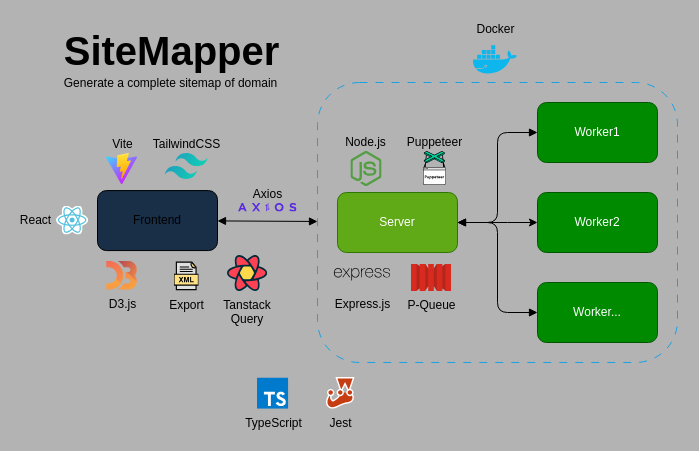 SiteMapper
Generate a complete sitemap of domain
Docker
Vite
TailwindCSS
React
Frontend
D3.js
XML
Export
Tanstack
Query
Axios
AXIOS
Node.js
JS
Puppeteer
Puppeteer
Server
express
Express.js
P-Queue
Worker1
Worker2
Worker...
TS
TypeScript
Jest